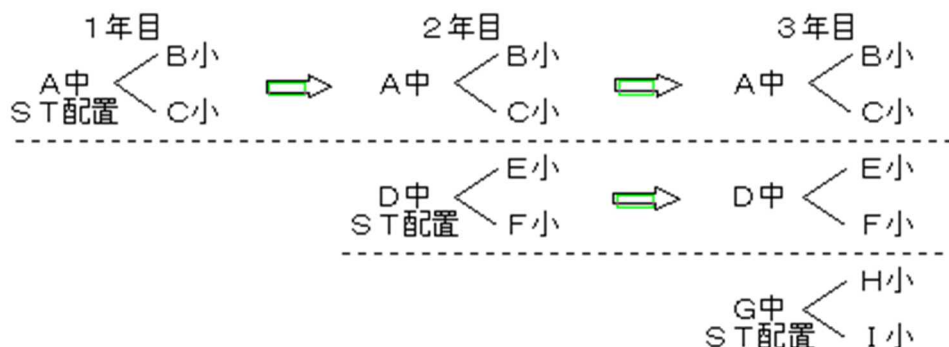 １年目　２年目　３年目
B小　B小　B小
A中　A中　A中
ＳＴ配置　C小　C小　C小
E小　E小
D中　D中
ＳＴ配置　F小　F小
H小
G中
ＳＴ配置　I小